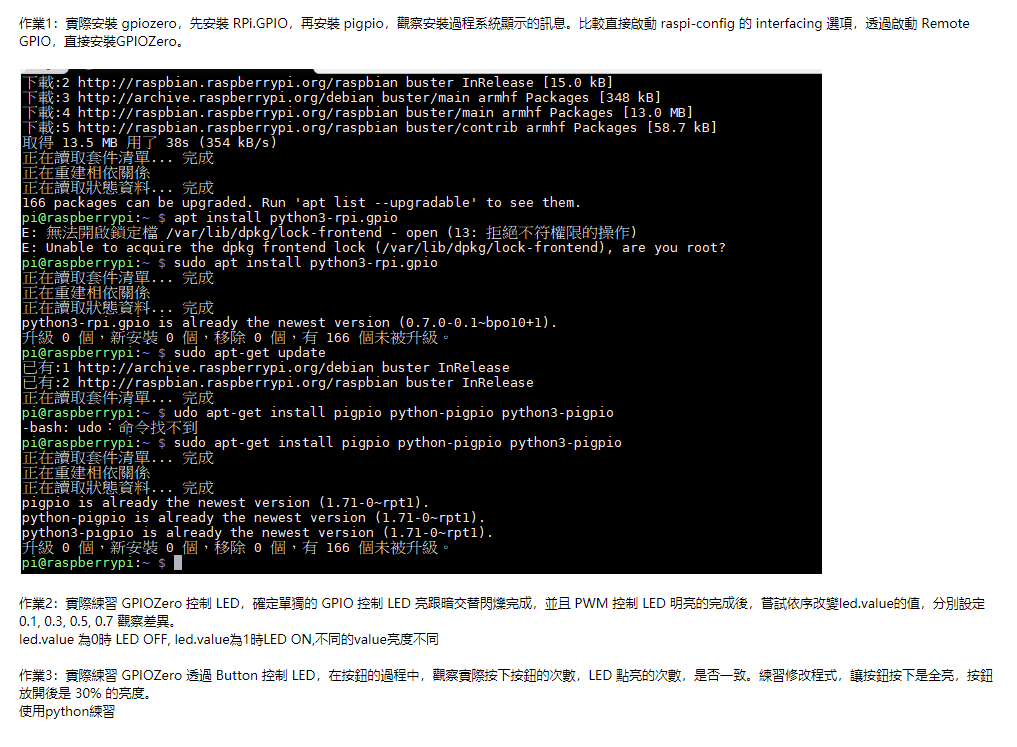 作業1：實際安裝 gpiozero，先安裝 RPi.GPIO，再安裝 pigpio，觀察安裝過程系統顯示的訊息。比較直接啟動 raspi-config 的 interfacing 選項，透過啟動 Remote
GPIO，直接安裝GPIOZero。
下載:2 http://raspbian.raspberrypi.org/raspbian buster InRelease [15.0 kB]
下載:3 http://archive.raspberrypi.org/debian buster/main armhf Packages [348 kB]
下載:4 http://raspbian.raspberrypi.org/raspbian buster/main armhf Packages [13.0 MB]
下載:5 http://raspbian.raspberrypi.org/raspbian buster/contrib armhf Packages [58.7 kB]
取得 13.5 MB 用了 38s (354 kB/s)
正在讀取套件清單... 完成
正在重建相依關係
正在讀取狀態資料... 完成
166 packages can be upgraded. Run 'apt list --upgradable' to see them.
pi@raspberrypi:~ $ apt install python3-rpi.gpio
E: 無法開啟鎖定檔 /var/lib/dpkg/lock-frontend - open (13: 拒絕不符權限的操作)
E: Unable to acquire the dpkg frontend lock (/var/lib/dpkg/lock-frontend), are you root?
pi@raspberrypi:~ $ sudo apt install python3-rpi.gpio
正在讀取套件清單... 完成
正在重建相依關係
正在讀取狀態資料... 完成
python3-rpi.gpio is already the newest version (0.7.0-0.1~bpo10+1).
升級 0 個，新安裝 0 個，移除 0 個，有 166 個未被升級。
pi@raspberrypi:~ $ sudo apt-get update
已有:1 http://archive.raspberrypi.org/debian buster InRelease
已有:2 http://raspbian.raspberrypi.org/raspbian buster InRelease
正在讀取套件清單... 完成
pi@raspberrypi:~ $ udo apt-get install pigpio python-pigpio python3-pigpio
-bash: udo：命令找不到
pi@raspberrypi:~ $ sudo apt-get install pigpio python-pigpio python3-pigpio
正在讀取套件清單... 完成
正在重建相依關係
正在讀取狀態資料... 完成
pigpio is already the newest version (1.71-0~rpt1).
python-pigpio is already the newest version (1.71-0~rpt1).
python3-pigpio is already the newest version (1.71-0~rpt1).
升級 0 個，新安裝 0 個，移除 0 個，有 166 個未被升級。
pi@raspberrypi:~ $
作業2：實際練習 GPIOZero 控制 LED，確定單獨的 GPIO 控制 LED 亮跟暗交替閃爍完成，並且 PWM 控制 LED 明亮的完成後，嘗試依序改變led.value的值，分別設定
0.1, 0.3, 0.5, 0.7 觀察差異。
led.value 為0時 LED OFF, led.value為1時LED ON,不同的value亮度不同
作業3：實際練習 GPIOZero 透過 Button 控制 LED，在按鈕的過程中，觀察實際按下按鈕的次數，LED 點亮的次數，是否一致。練習修改程式，讓按鈕按下是全亮，按鈕
放開後是 30% 的亮度。
使用python練習